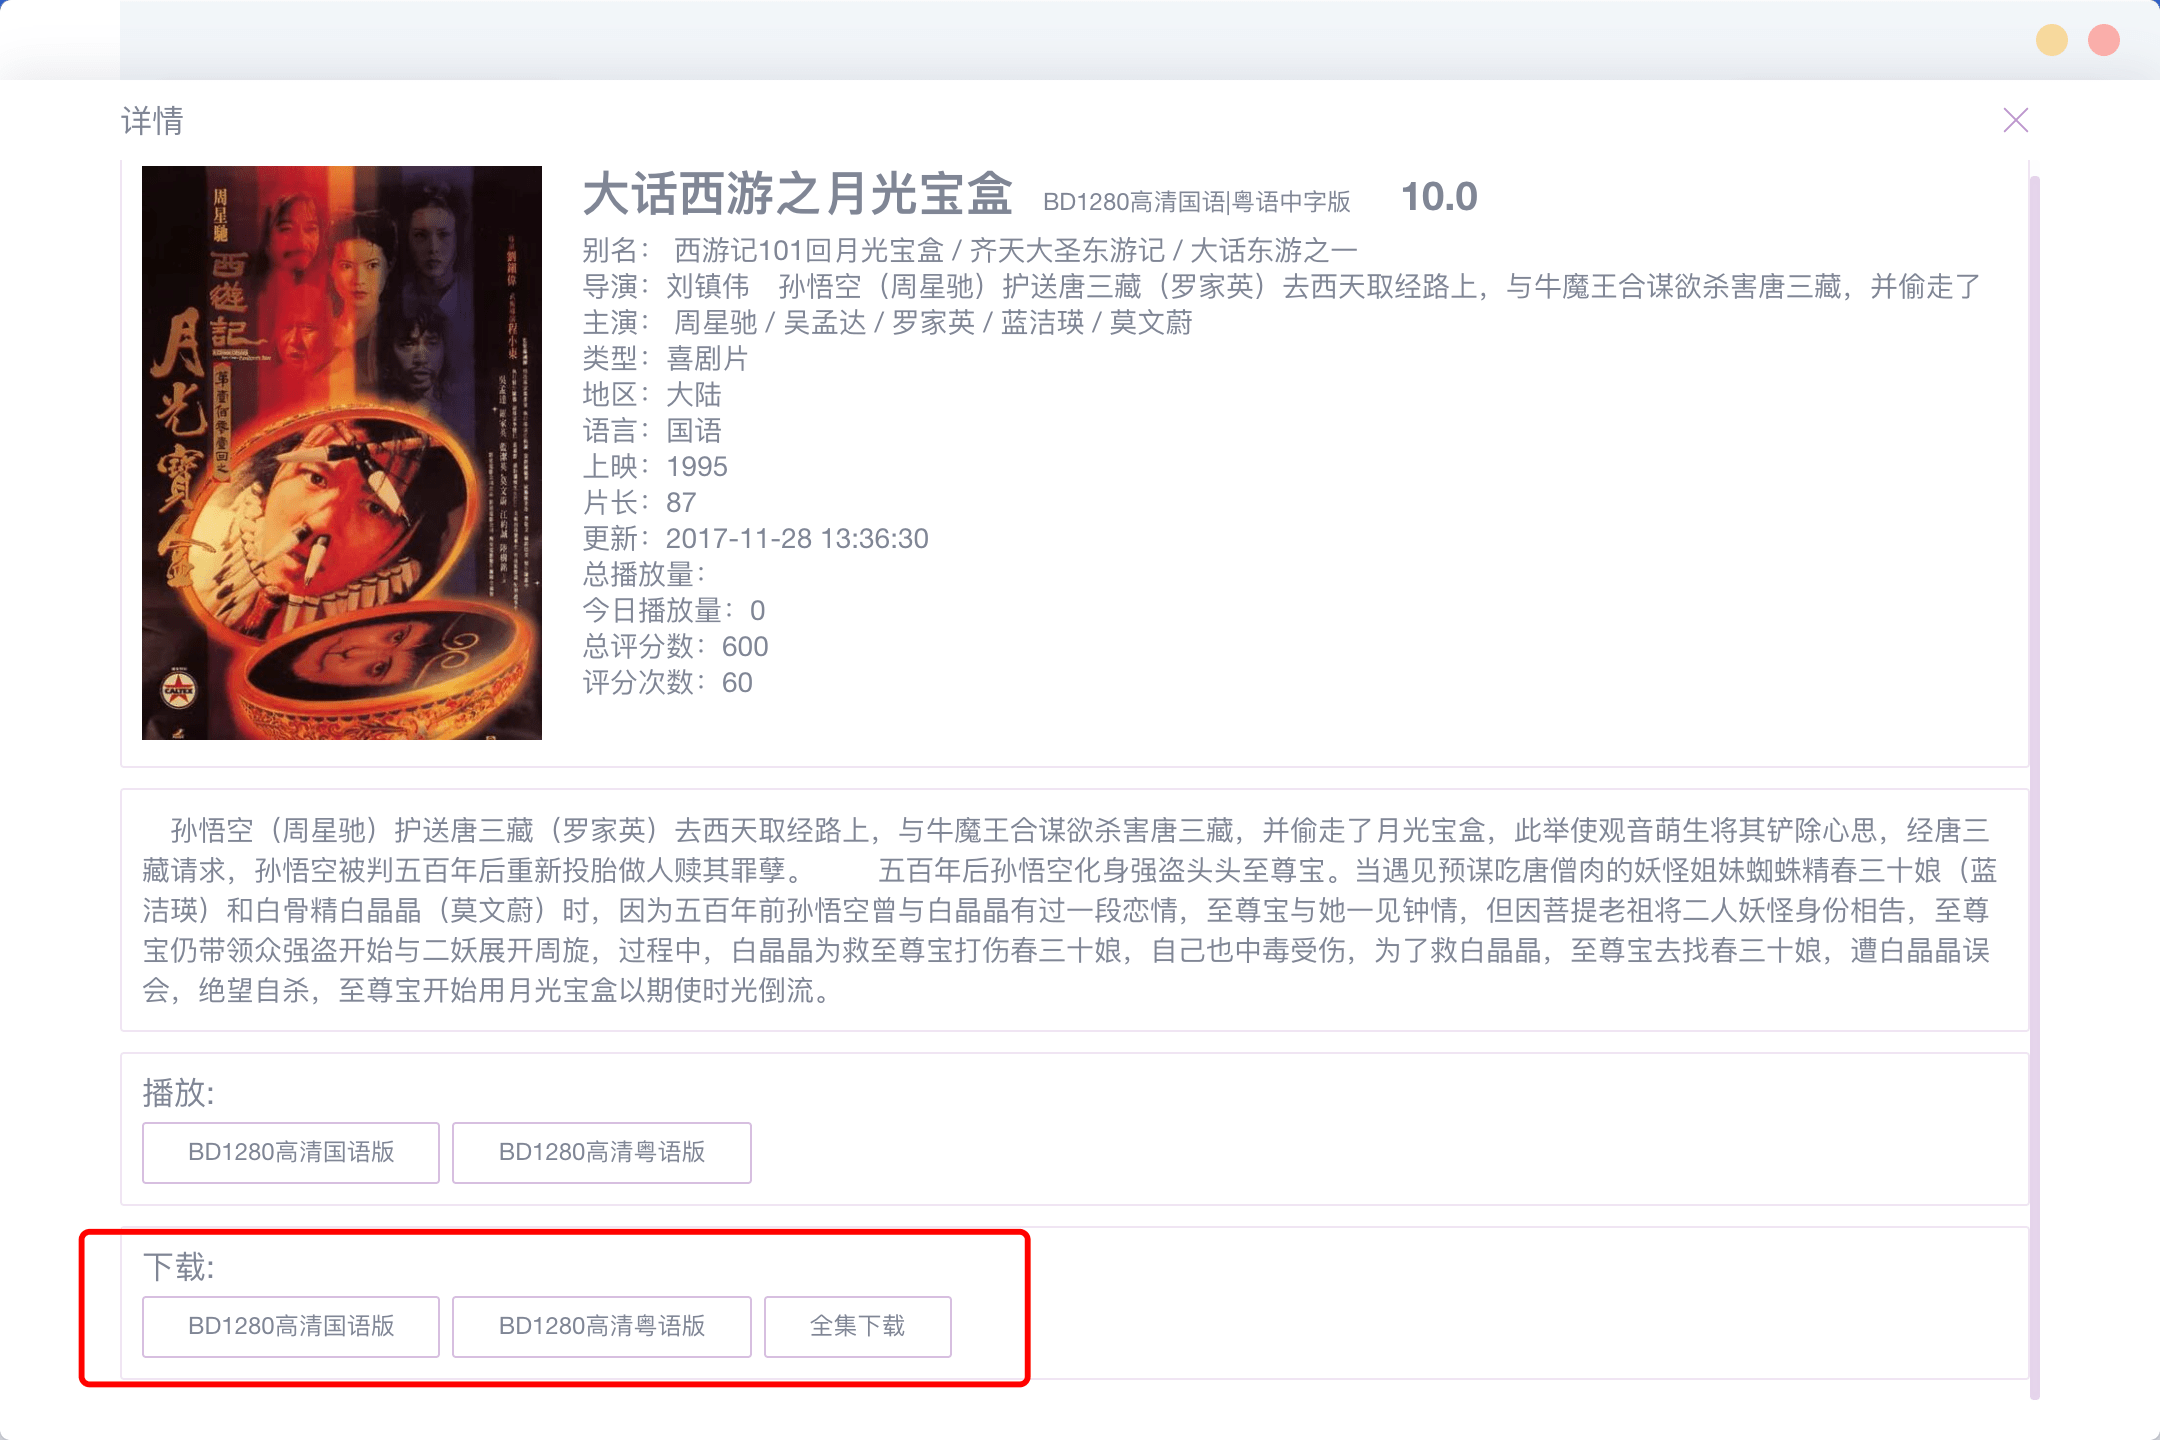 详情
周星馳
西遊記
月光寶盒
第壹佰零壹回之
劉鎮偉
程小東
CALTEX
大话西游之月光宝盒 BD1280高清国语|粤语中字版 10.0
别名： 西游记101回月光宝盒 / 齐天大圣东游记 / 大话东游之一
导演：刘镇伟 孙悟空（周星驰）护送唐三藏（罗家英）去西天取经路上，与牛魔王合谋欲杀害唐三藏，并偷走了
主演： 周星驰 / 吴孟达 / 罗家英 / 蓝洁瑛 / 莫文蔚
类型：喜剧片
地区：大陆
语言：国语
上映：1995
片长：87
更新：2017-11-28 13:36:30
总播放量：
今日播放量：0
总评分数：600
评分次数：60
孙悟空（周星驰）护送唐三藏（罗家英）去西天取经路上，与牛魔王合谋欲杀害唐三藏，并偷走了月光宝盒，此举使观音萌生将其铲除心思，经唐三
藏请求，孙悟空被判五百年后重新投胎做人赎其罪孽。 五百年后孙悟空化身强盗头头至尊宝。当遇见预谋吃唐僧肉的妖怪姐妹蜘蛛精春三十娘（蓝
洁瑛）和白骨精白晶晶（莫文蔚）时，因为五百年前孙悟空曾与白晶晶有过一段恋情，至尊宝与她一见钟情，但因菩提老祖将二人妖怪身份相告，至尊
宝仍带领众强盗开始与二妖展开周旋，过程中，白晶晶为救至尊宝打伤春三十娘，自己也中毒受伤，为了救白晶晶，至尊宝去找春三十娘，遭白晶晶误
会，绝望自杀，至尊宝开始用月光宝盒以期使时光倒流。
播放:
BD1280高清国语版 BD1280高清粤语版
下载:
BD1280高清国语版 BD1280高清粤语版 全集下载